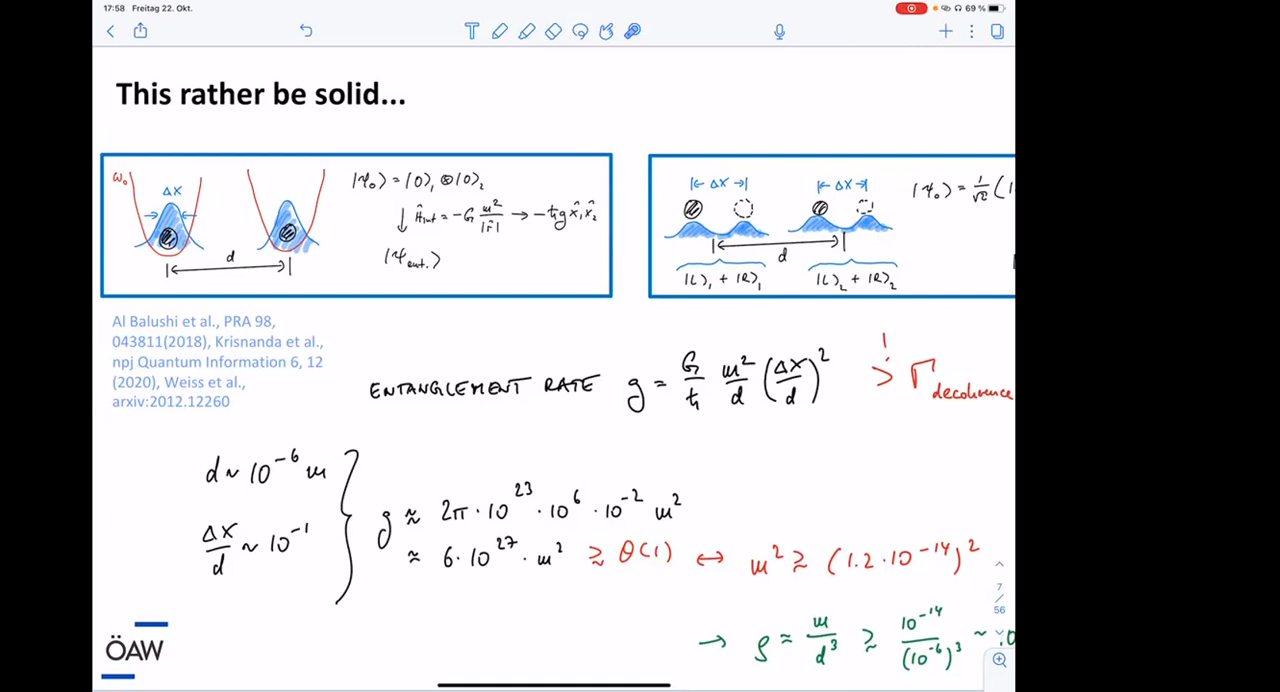 17:58 Freitag 22. Okt.
69 %
This rather be solid...
ω₀
Δx
d
|ψ₀⟩ = |0⟩₁ ⊗ |0⟩₂
↓ Ĥint = -G m²/|r̂| → -ħg x̂₁x̂₂
|ψent.⟩
|← Δx →| |← Δx →|
d
|L⟩₁ + |R⟩₁ |L⟩₂ + |R⟩₂
|ψ₀⟩ = 1/√2 (
Al Balushi et al., PRA 98,
043811(2018), Krisnanda et al.,
npj Quantum Information 6, 12
(2020), Weiss et al.,
arxiv:2012.12260
ENTANGLEMENT RATE g = G/ħ m²/d (Δx/d)² !> Γdecoherence
d ~ 10⁻⁶ m
Δx/d ~ 10⁻¹
g ≈ 2π · 10²³ · 10⁶ · 10⁻² m²
≈ 6 · 10²⁷ · m² ≳ O(1) ↔ m² ≳ (1.2 · 10⁻¹⁴)²
→ ρ ≈ m/d³ ≳ 10⁻¹⁴/(10⁻⁶)³ ~
7
/
56
ÖAW